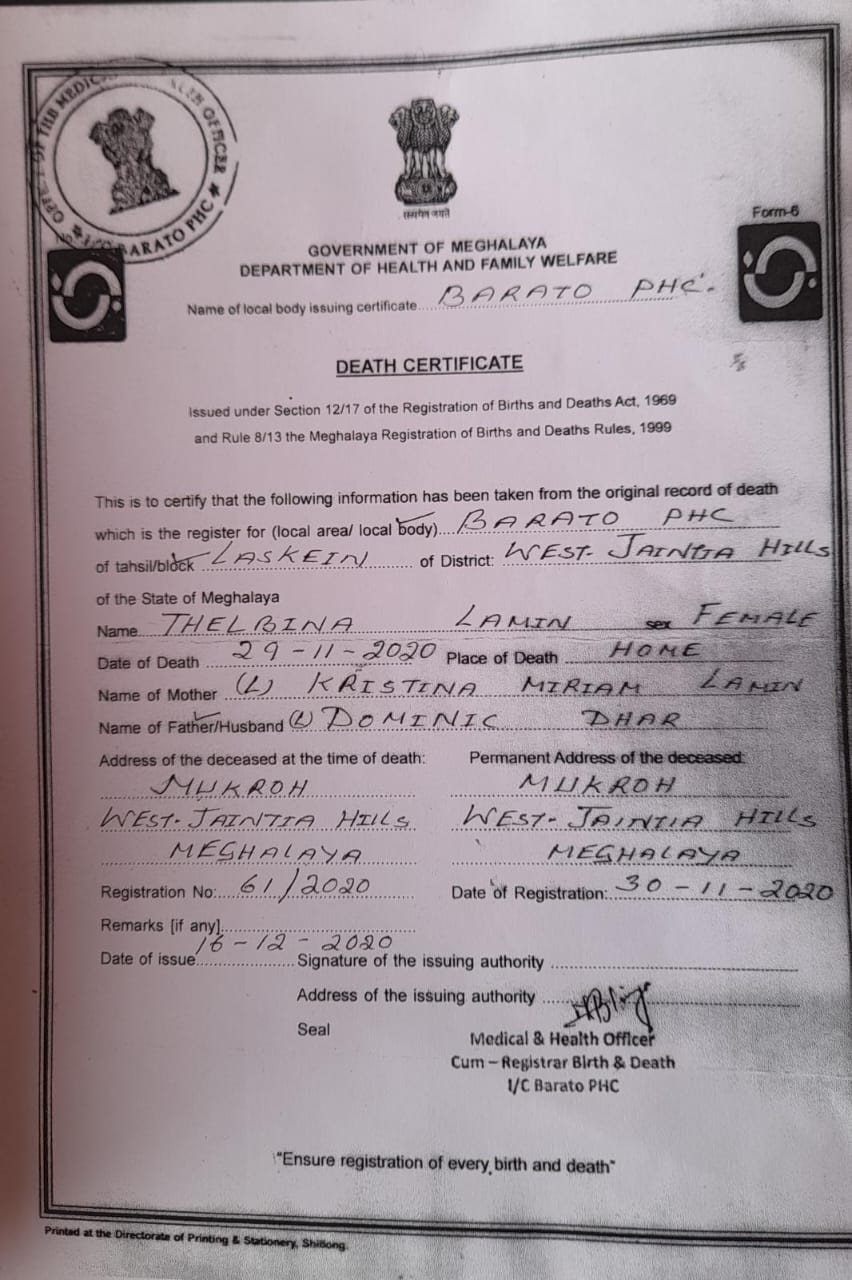 OFFICE OF THE MEDICAL OFFICER
I/C BARATO PHC
सत्यमेव जयते
Form-6
GOVERNMENT OF MEGHALAYA
DEPARTMENT OF HEALTH AND FAMILY WELFARE
Name of local body issuing certificate BARATO PHC.
DEATH CERTIFICATE
Issued under Section 12/17 of the Registration of Births and Deaths Act, 1969
and Rule 8/13 the Meghalaya Registration of Births and Deaths Rules, 1999
This is to certify that the following information has been taken from the original record of death
which is the register for (local area/ local body) BARATO PHC
of tahsil/block LASKEIN of District: WEST-JAINTIA HILLS
of the State of Meghalaya
Name THELBINA LAMIN sex FEMALE
Date of Death 29-11-2020 Place of Death HOME
Name of Mother (L) KRISTINA MIRIAM LAMIN
Name of Father/Husband (L) DOMINIC DHAR
Address of the deceased at the time of death: Permanent Address of the deceased:
MUKROH MUKROH
WEST-JAINTIA HILLS WEST-JAINTIA HILLS
MEGHALAYA MEGHALAYA
Registration No: 61/2020 Date of Registration: 30-11-2020
Remarks [if any]
Date of issue 16-12-2020 Signature of the issuing authority
Address of the issuing authority
Seal
Medical & Health Officer
Cum – Registrar Birth & Death
I/C Barato PHC
"Ensure registration of every birth and death"
Printed at the Directorate of Printing & Stationery, Shillong.